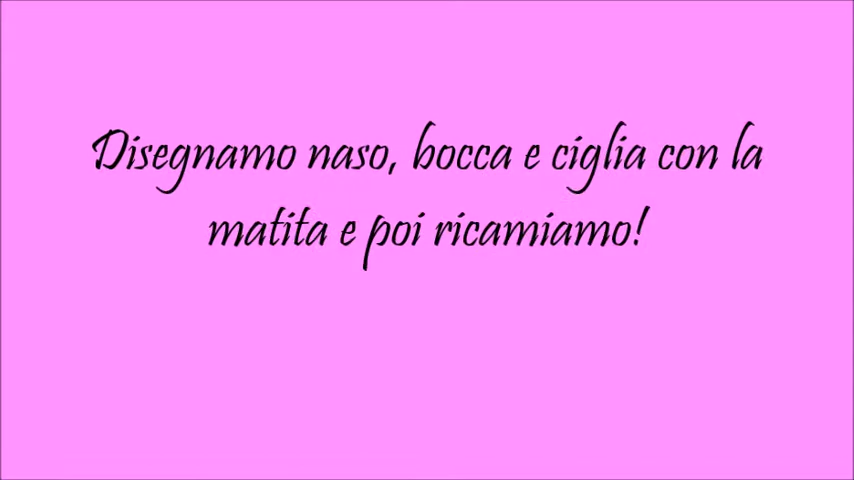 Disegnamo naso, bocca e ciglia con la
matita e poi ricamiamo!